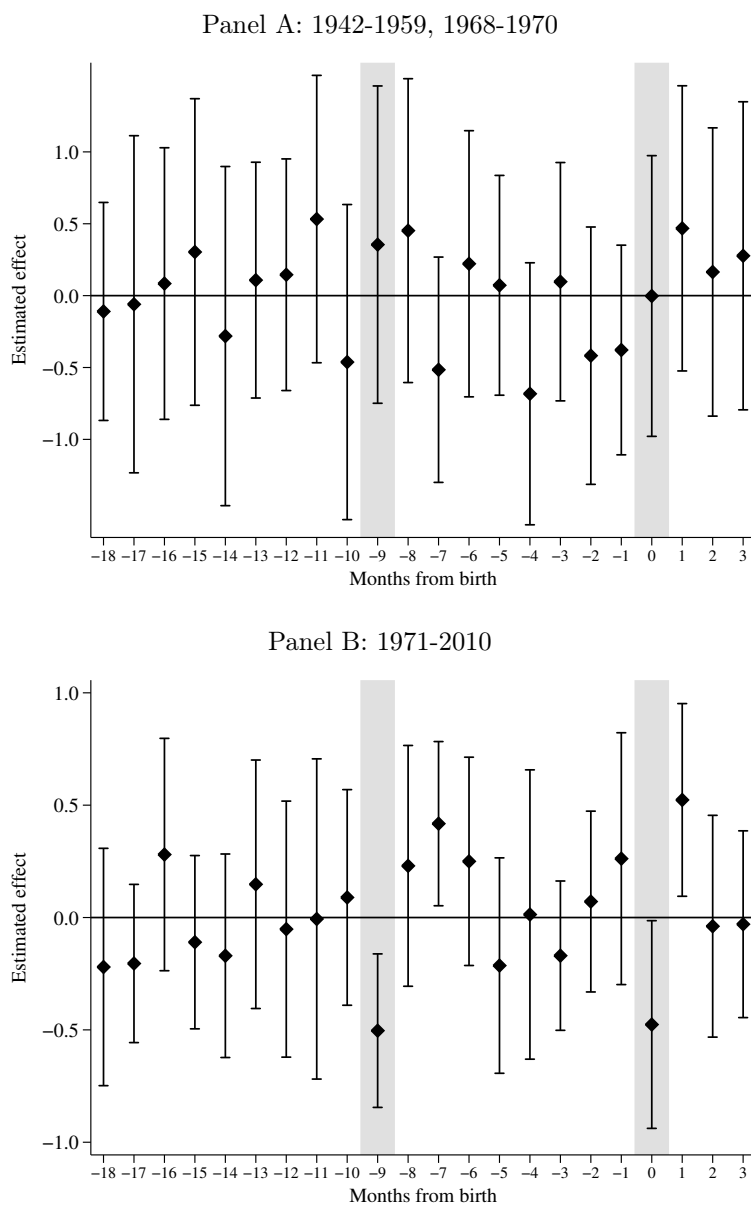 Panel A: 1942-1959, 1968-1970
1.0
0.5
0.0
−0.5
−1.0
Estimated effect
−18 −17 −16 −15 −14 −13 −12 −11 −10 −9 −8 −7 −6 −5 −4 −3 −2 −1 0 1 2 3
Months from birth
Panel B: 1971-2010
1.0
0.5
0.0
−0.5
−1.0
Estimated effect
−18 −17 −16 −15 −14 −13 −12 −11 −10 −9 −8 −7 −6 −5 −4 −3 −2 −1 0 1 2 3
Months from birth